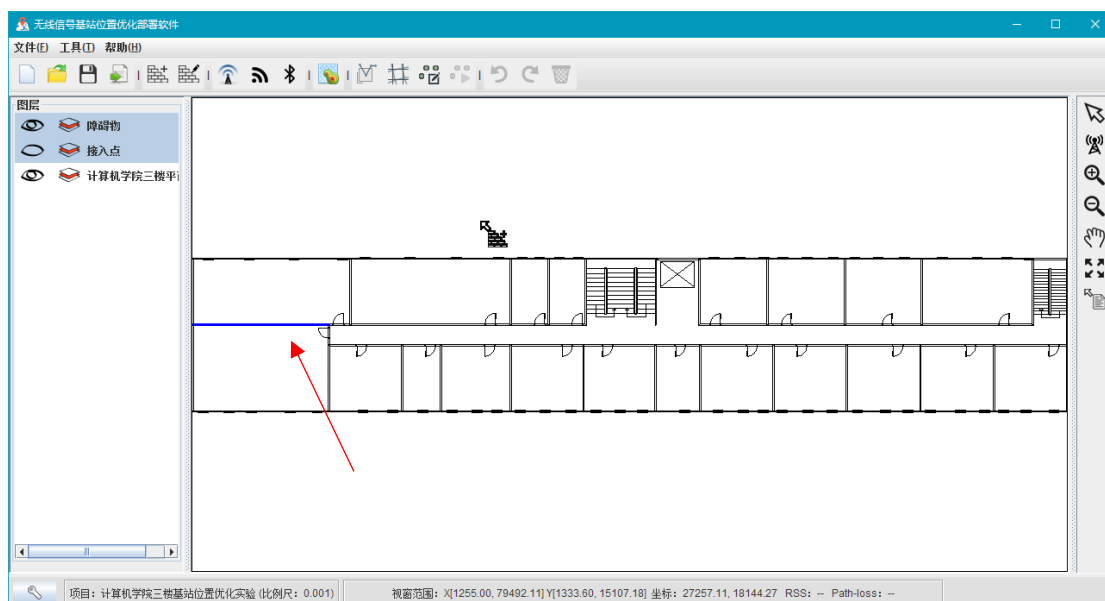 无线信号基站位置优化部署软件
文件(F) 工具(T) 帮助(H)
图层
障碍物
接入点
计算机学院三楼平
项目：计算机学院三楼基站位置优化实验 (比例尺：0.001)
视窗范围：X[1255.00, 79492.11] Y[1333.60, 15107.18] 坐标：27257.11, 18144.27 RSS：-- Path-loss：--